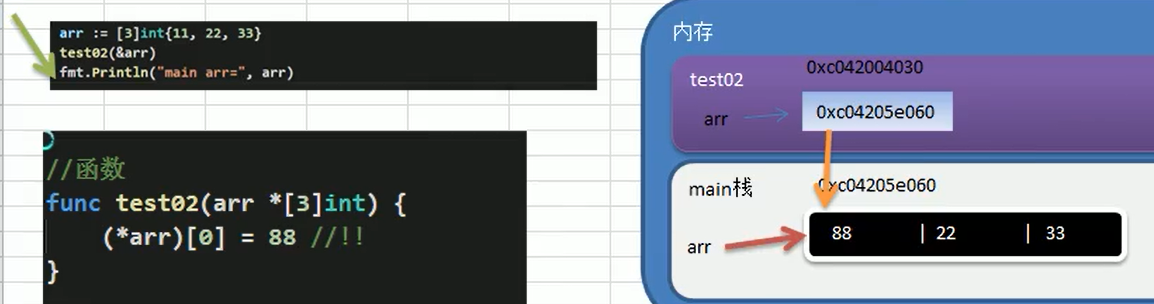 arr := [3]int{11, 22, 33}
test02(&arr)
fmt.Println("main arr=", arr)
//函数
func test02(arr *[3]int) {
(*arr)[0] = 88 //!!
}
内存
test02
0xc042004030
arr
0xc04205e060
main栈
0xc04205e060
arr
88 | 22 | 33